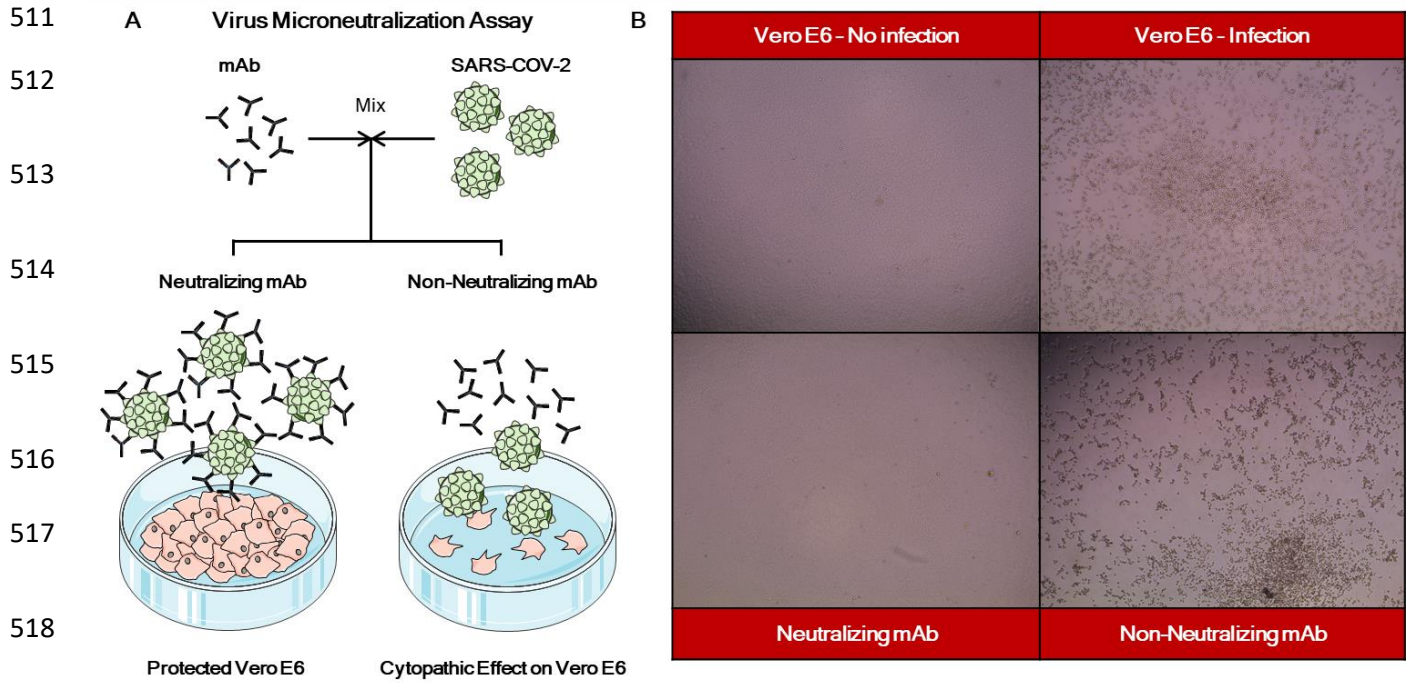 511
512
513
514
515
516
517
518
A Virus Microneutralization Assay
mAb SARS-COV-2
Mix
Neutralizing mAb Non-Neutralizing mAb
Protected Vero E6 Cytopathic Effect on Vero E6
B
Vero E6 - No infection Vero E6 - Infection
Neutralizing mAb Non-Neutralizing mAb